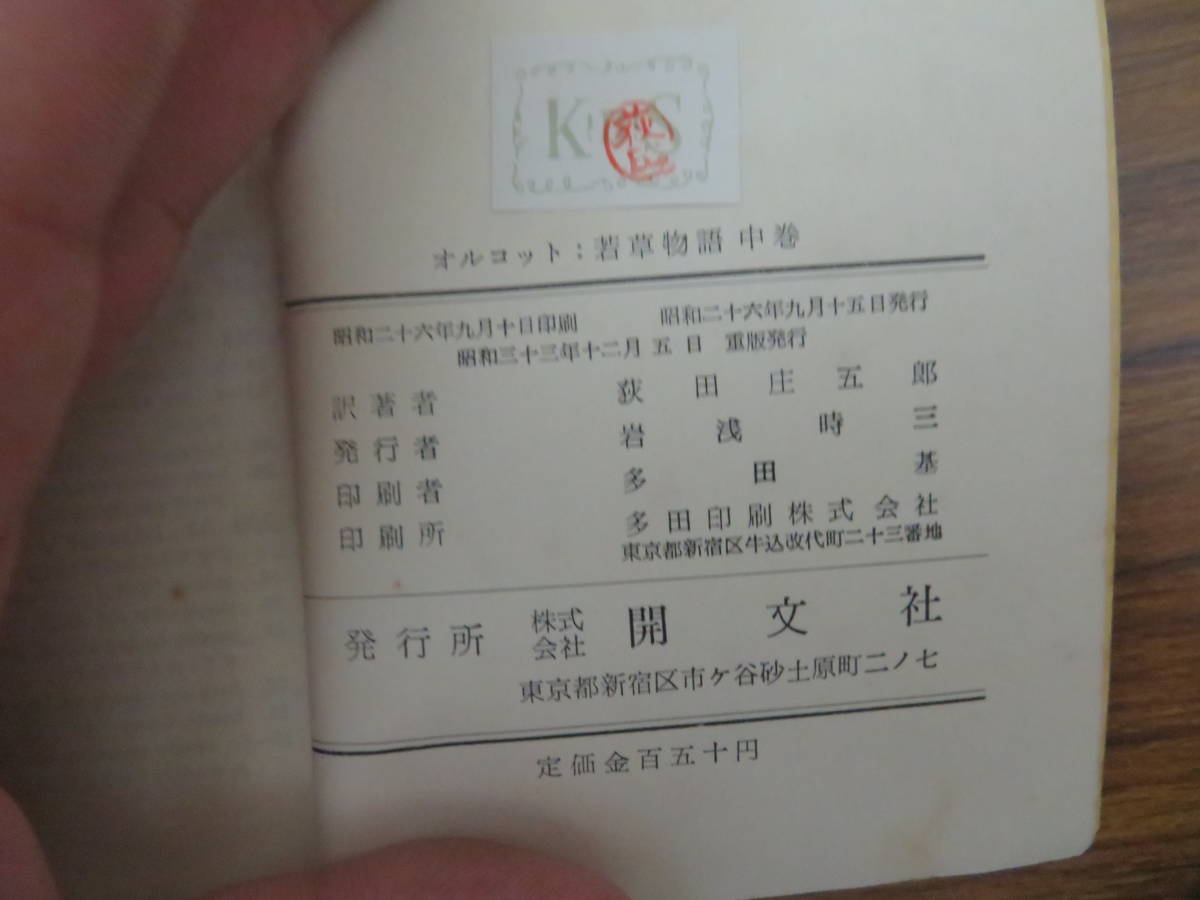 オルコット：若草物語 中巻
昭和二十六年九月十日印刷 昭和二十六年九月十五日発行
昭和三十三年十二月五日 重版発行
訳著者 荻田庄五郎
発行者 岩浅時三
印刷者 多田基
印刷所 多田印刷株式会社
東京都新宿区牛込改代町二十三番地
発行所 株式会社 開文社
東京都新宿区市ケ谷砂土原町二ノ七
定価金百五十円